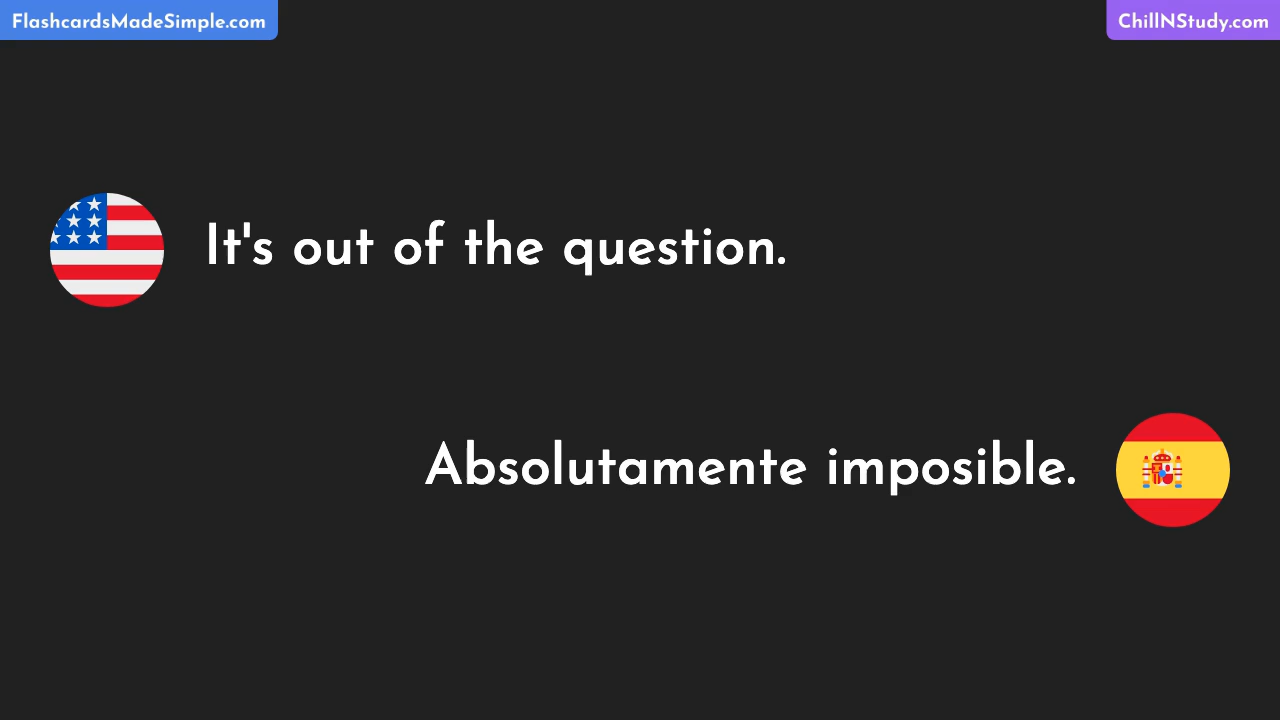 FlashcardsMadeSimple.com
ChillNStudy.com
It's out of the question.
Absolutamente imposible.